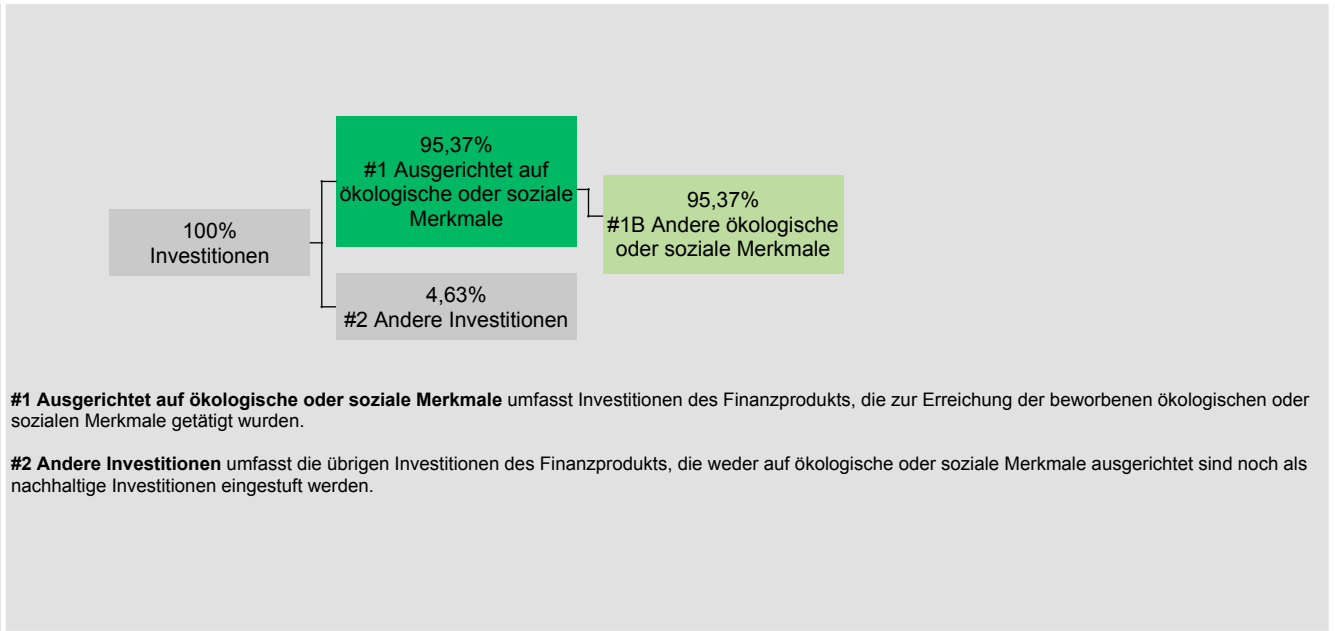 95,37%
#1 Ausgerichtet auf
ökologische oder soziale
Merkmale
95,37%
#1B Andere ökologische
oder soziale Merkmale
100%
Investitionen
4,63%
#2 Andere Investitionen
#1 Ausgerichtet auf ökologische oder soziale Merkmale umfasst Investitionen des Finanzprodukts, die zur Erreichung der beworbenen ökologischen oder
sozialen Merkmale getätigt wurden.
#2 Andere Investitionen umfasst die übrigen Investitionen des Finanzprodukts, die weder auf ökologische oder soziale Merkmale ausgerichtet sind noch als
nachhaltige Investitionen eingestuft werden.